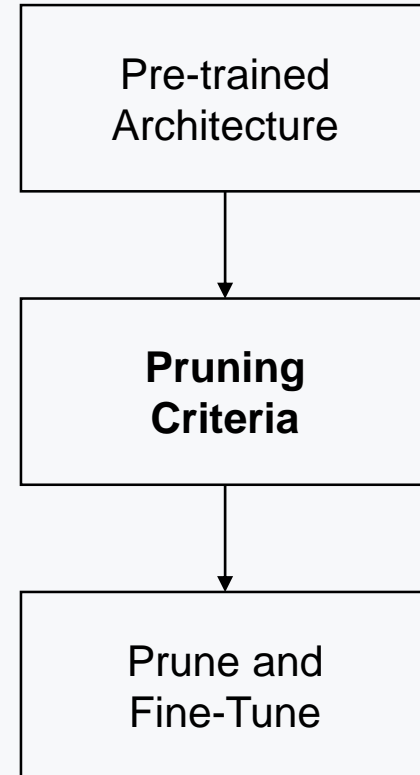 Pre-trained
Architecture
Pruning
Criteria
Prune and
Fine-Tune